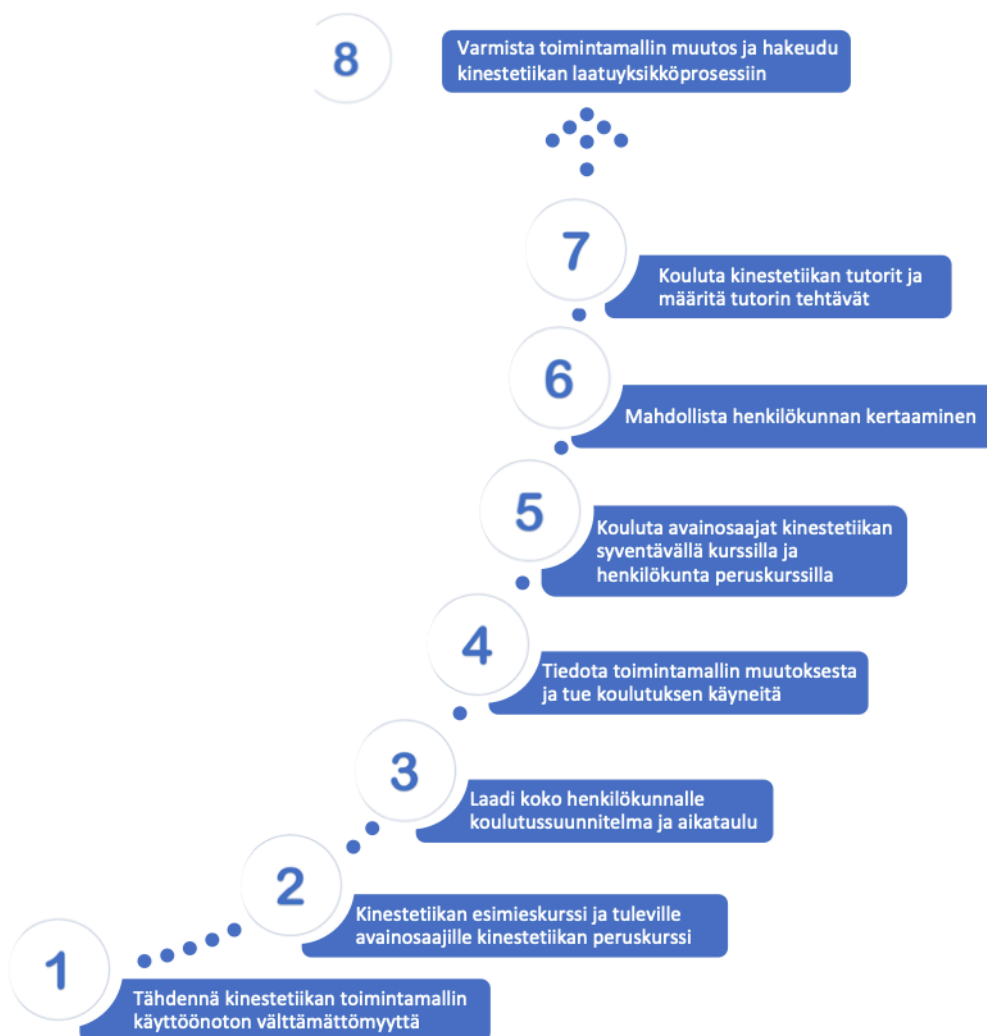 8
Varmista toimintamallin muutos ja hakeudu
kinestetiikan laatuyksikköprosessiin
7
Kouluta kinestetiikan tutorit ja
määritä tutorin tehtävät
6
Mahdollista henkilökunnan kertaaminen
5
Kouluta avainosaajat kinestetiikan
syventävällä kurssilla ja
henkilökunta peruskurssilla
4
Tiedota toimintamallin muutoksesta
ja tue koulutuksen käyneitä
3
Laadi koko henkilökunnalle
koulutussuunnitelma ja aikataulu
2
Kinestetiikan esimieskurssi ja tuleville
avainosaajille kinestetiikan peruskurssi
1
Tähdennä kinestetiikan toimintamallin
käyttöönoton välttämättömyyttä